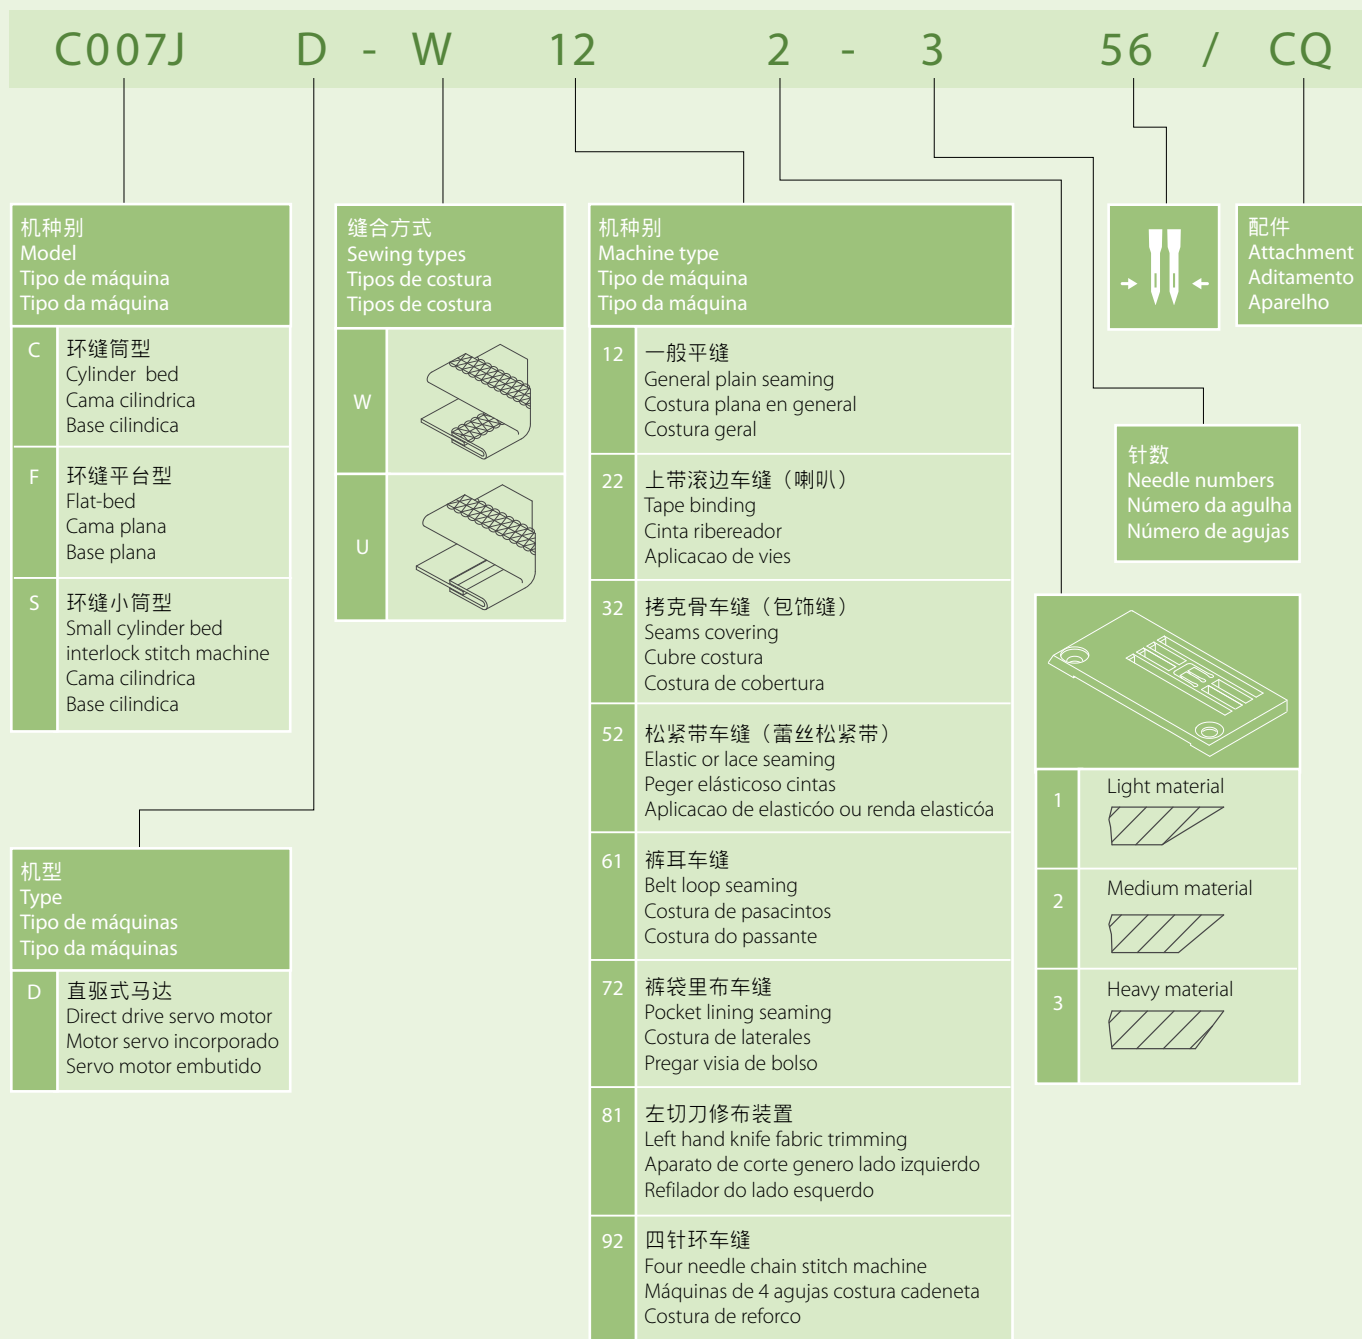 C007J D - W 12 2 - 3 56 / CQ
机种别
Model
Tipo de máquina
Tipo da máquina
C
环缝筒型
Cylinder bed
Cama cilindrica
Base cilindica
F
环缝平台型
Flat-bed
Cama plana
Base plana
S
环缝小筒型
Small cylinder bed
interlock stitch machine
Cama cilindrica
Base cilindica
机型
Type
Tipo de máquinas
Tipo da máquinas
D
直驱式马达
Direct drive servo motor
Motor servo incorporado
Servo motor embutido
缝合方式
Sewing types
Tipos de costura
Tipos de costura
W
U
机种别
Machine type
Tipo de máquina
Tipo da máquina
12
一般平缝
General plain seaming
Costura plana en general
Costura geral
22
上带滚边车缝（喇叭）
Tape binding
Cinta ribereador
Aplicacao de vies
32
拷克骨车缝（包饰缝）
Seams covering
Cubre costura
Costura de cobertura
52
松紧带车缝（蕾丝松紧带）
Elastic or lace seaming
Peger elásticoso cintas
Aplicacao de elasticóo ou renda elasticóa
61
裤耳车缝
Belt loop seaming
Costura de pasacintos
Costura do passante
72
裤袋里布车缝
Pocket lining seaming
Costura de laterales
Pregar visia de bolso
81
左切刀修布装置
Left hand knife fabric trimming
Aparato de corte genero lado izquierdo
Refilador do lado esquerdo
92
四针环车缝
Four needle chain stitch machine
Máquinas de 4 agujas costura cadeneta
Costura de reforco
配件
Attachment
Aditamento
Aparelho
针数
Needle numbers
Número da agulha
Número de agujas
1
Light material
2
Medium material
3
Heavy material